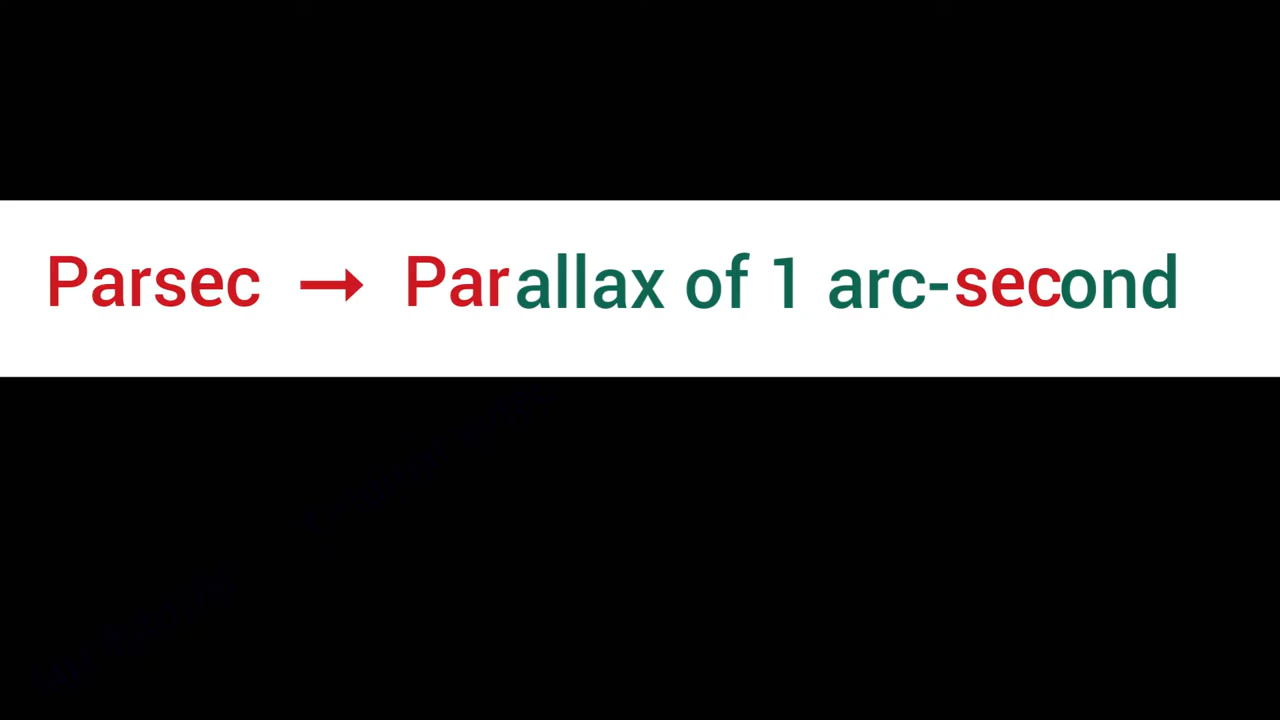 Parsec → Parallax of 1 arc-second